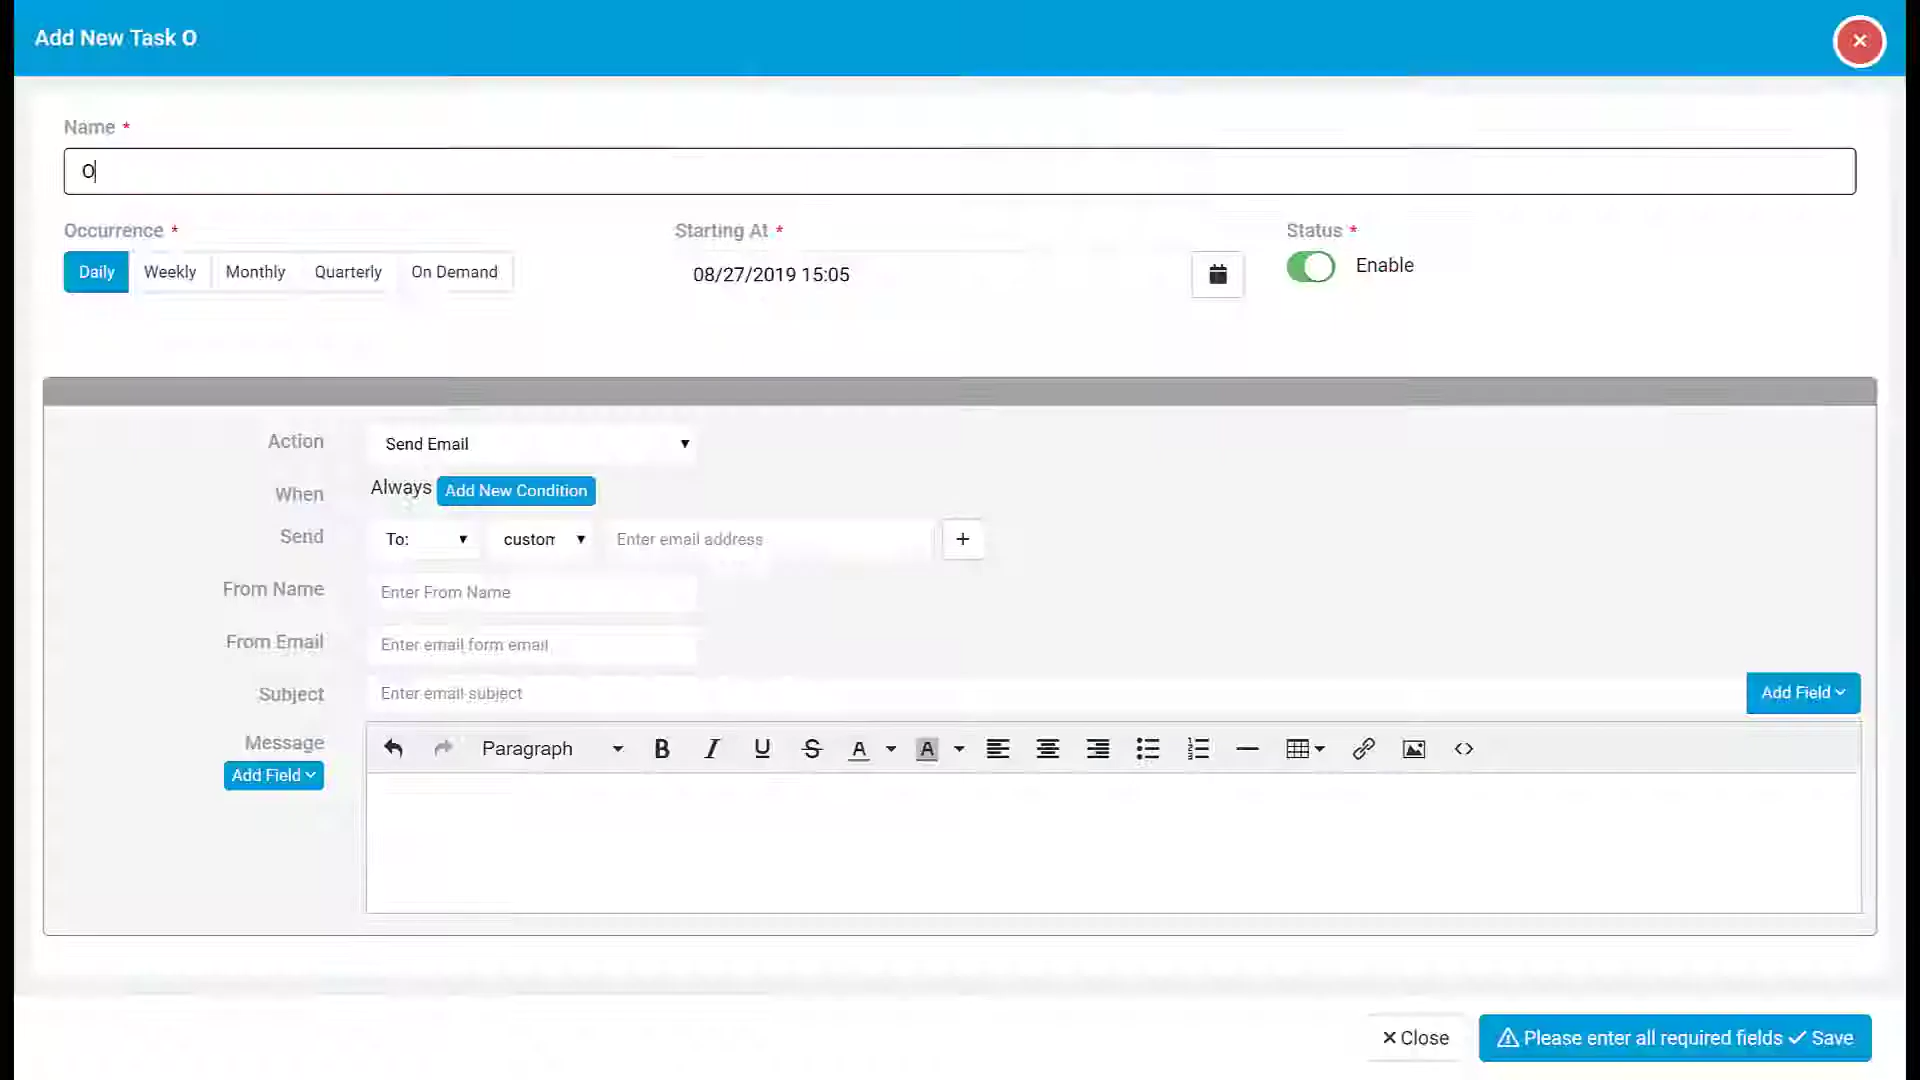 Add New Task O
Name *
O
Occurrence *
Starting At *
Status *
Daily
Weekly
Monthly
Quarterly
On Demand
08/27/2019 15:05
Enable
Action
Send Email
When
Always
Add New Condition
Send
To:
custom
Enter email address
+
From Name
Enter From Name
From Email
Enter email form email
Subject
Enter email subject
Add Field
Message
Add Field
Paragraph
B
I
U
S
A
A
Close
Please enter all required fields Save